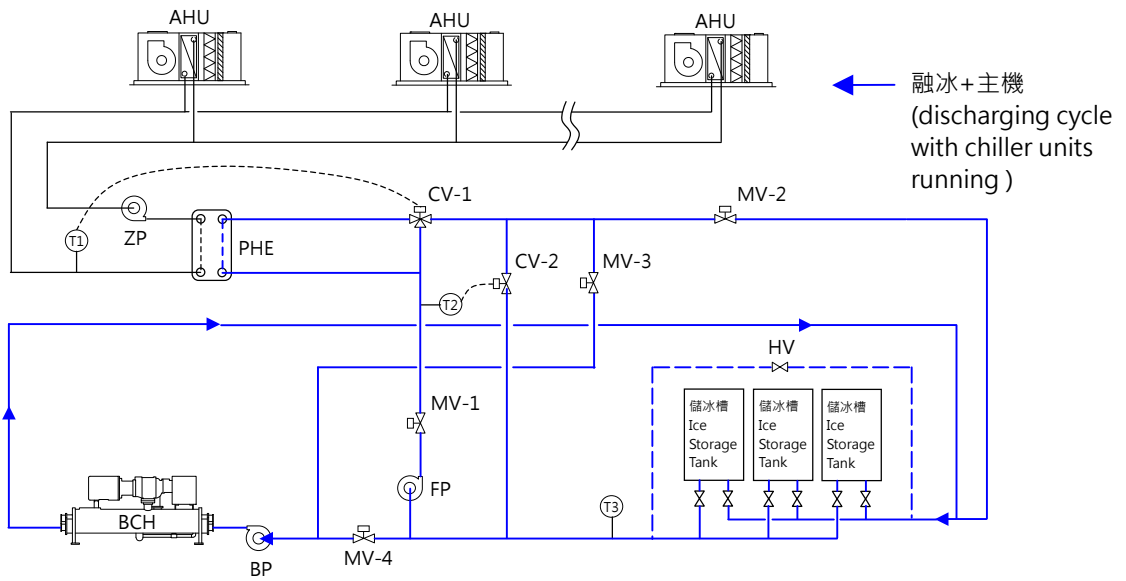 AHU
AHU
AHU
融冰+主機
(discharging cycle
with chiller units
running )
CV-1
MV-2
ZP
T1
PHE
CV-2
MV-3
T2
HV
MV-1
儲冰槽
Ice
Storage
Tank
儲冰槽
Ice
Storage
Tank
儲冰槽
Ice
Storage
Tank
FP
T3
BCH
MV-4
BP